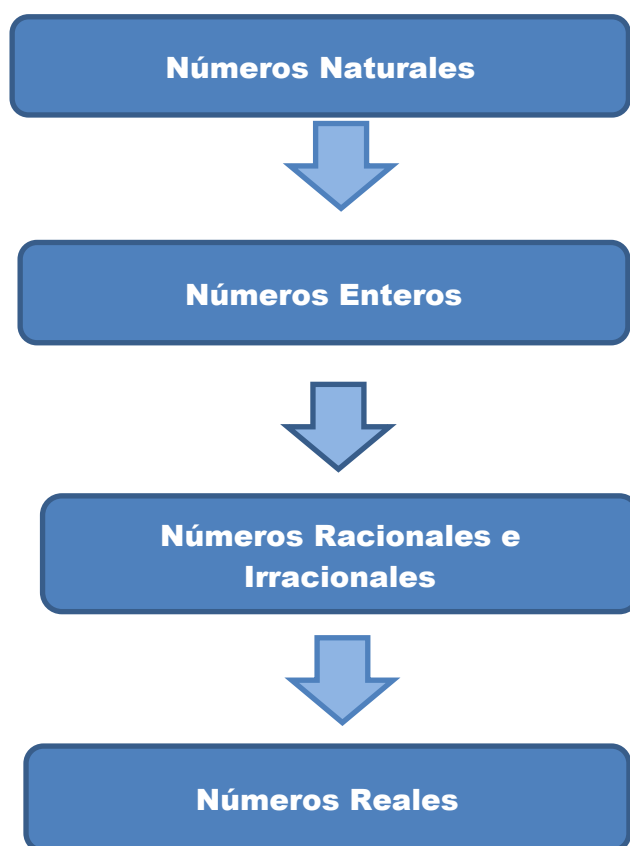 Números Naturales
Números Enteros
Números Racionales e
Irracionales
Números Reales